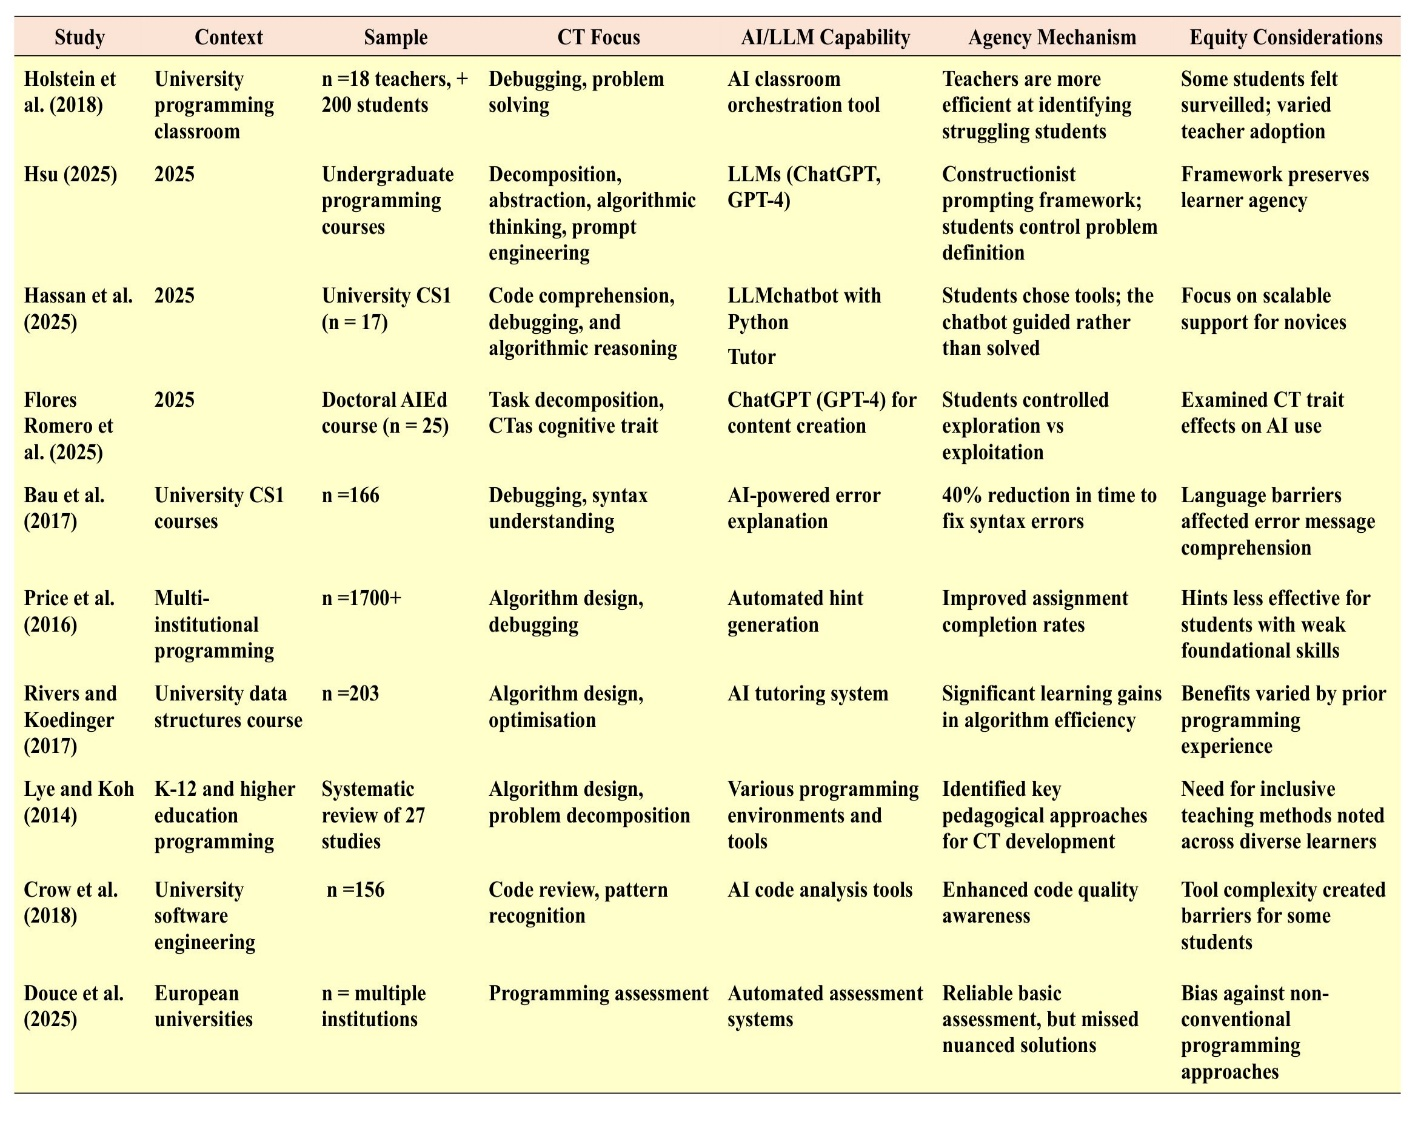 Study Context Sample CT Focus AI/LLM Capability Agency Mechanism Equity Considerations
Holstein et University n =18 teachers, + Debugging, problem AI classroom Teachers are more Some students felt
al. (2018) programming 200 students solving orchestration tool efficient at identifying surveilled; varied
classroom struggling students teacher adoption
Hsu (2025) 2025 Undergraduate Decomposition, LLMs (ChatGPT, Constructionist Framework preserves
programming abstraction, algorithmic GPT-4) prompting framework; learner agency
courses thinking, prompt students control problem
engineering definition
Hassan et al. 2025 University CS1 Code comprehension, LLMchatbot with Students chose tools; the Focus on scalable
(2025) (n = 17) debugging, and Python chatbot guided rather support for novices
algorithmic reasoning Tutor than solved
Flores 2025 Doctoral AIEd Task decomposition, ChatGPT (GPT-4) for Students controlled Examined CT trait
Romero et course (n = 25) CTas cognitive trait content creation exploration vs effects on AI use
al. (2025) exploitation
Bau et al. University CS1 n =166 Debugging, syntax AI-powered error 40% reduction in time to Language barriers
(2017) courses understanding explanation fix syntax errors affected error message
comprehension
Price et al. Multi- n =1700+ Algorithm design, Automated hint Improved assignment Hints less effective for
(2016) institutional debugging generation completion rates students with weak
programming foundational skills
Rivers and University data n =203 Algorithm design, AI tutoring system Significant learning gains Benefits varied by prior
Koedinger structures course optimisation in algorithm efficiency programming
(2017) experience
Lye and Koh K-12 and higher Systematic Algorithm design, Various programming Identified key Need for inclusive
(2014) education review of 27 problem decomposition environments and pedagogical approaches teaching methods noted
programming studies tools for CT development across diverse learners
Crow et al. University n =156 Code review, pattern AI code analysis tools Enhanced code quality Tool complexity created
(2018) software recognition awareness barriers for some
engineering students
Douce et al. European n = multiple Programming assessment Automated assessment Reliable basic Bias against non-
(2025) universities institutions systems assessment, but missed conventional
nuanced solutions programming
approaches